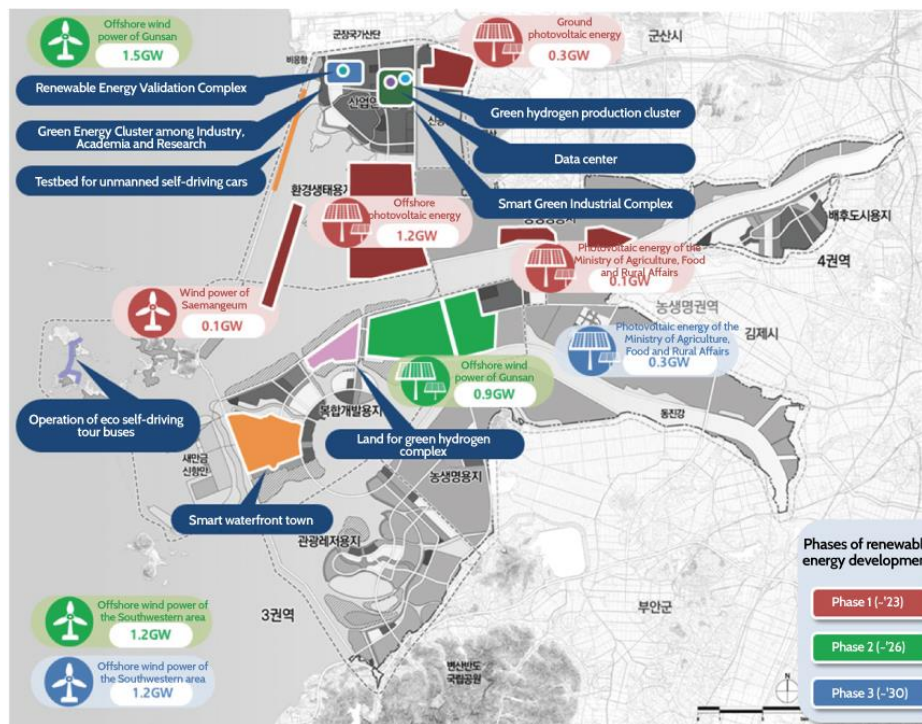 Offshore wind
power of Gunsan
1.5GW
군장국가산단
비응항
Ground
photovoltaic energy
0.3GW
군산시
Renewable Energy Validation Complex
Green hydrogen production cluster
Green Energy Cluster among Industry,
Academia and Research
Data center
Testbed for unmanned self-driving cars
환경생태용지
Smart Green Industrial Complex
Offshore
photovoltaic energy
1.2GW
배후도시용지
4권역
Photovoltaic energy of the
Ministry of Agriculture, Food
and Rural Affairs
0.1GW
Wind power of
Saemangeum
0.1GW
농생명권역
김제시
Photovoltaic energy of the
Ministry of Agriculture,
Food and Rural Affairs
0.3GW
Offshore wind
power of Gunsan
0.9GW
Operation of eco self-driving
tour buses
복합개발용지
동진강
Land for green hydrogen
complex
새만금
신항만
농생명용지
Smart waterfront town
관광레저용지
Phases of renewable
energy developmen
Phase 1 (~'23)
Phase 2 (~'26)
Phase 3 (~'30)
Offshore wind power of
the Southwestern area
1.2GW
3권역
부안군
Offshore wind power of
the Southwestern area
1.2GW
변산반도
국립공원
N